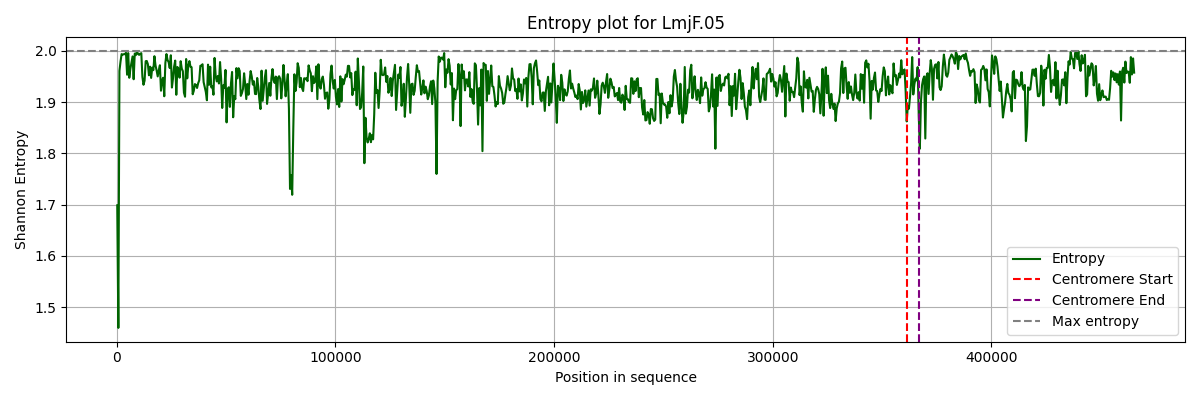 Entropy plot for LmjF.05
2.0
1.9
1.8
1.7
1.6
1.5
Shannon Entropy
0
100000
200000
300000
400000
Position in sequence
Entropy
Centromere Start
Centromere End
Max entropy